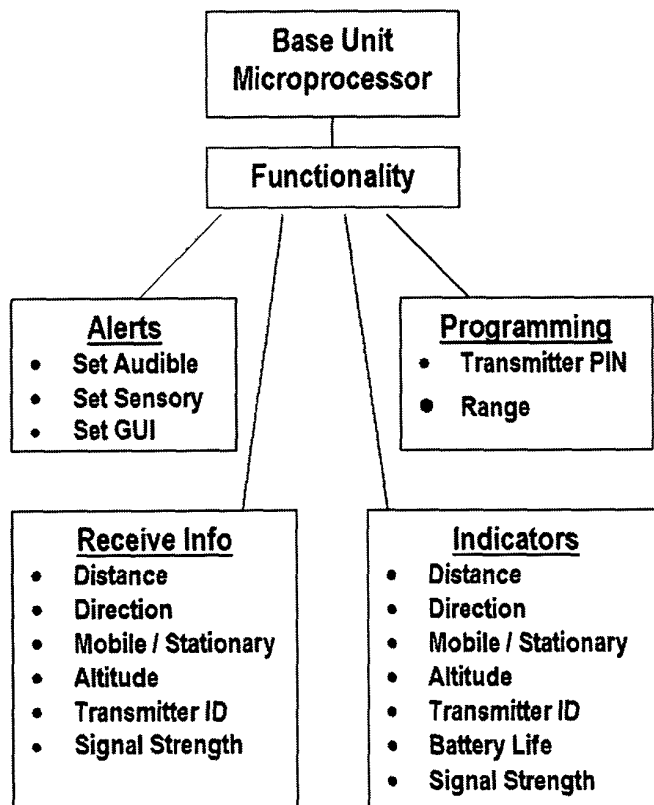 Base Unit
Microprocessor
Functionality
Alerts
• Set Audible
• Set Sensory
• Set GUI
Programming
• Transmitter PIN
• Range
Receive Info
• Distance
• Direction
• Mobile / Stationary
• Altitude
• Transmitter ID
• Signal Strength
Indicators
• Distance
• Direction
• Mobile / Stationary
• Altitude
• Transmitter ID
• Battery Life
• Signal Strength